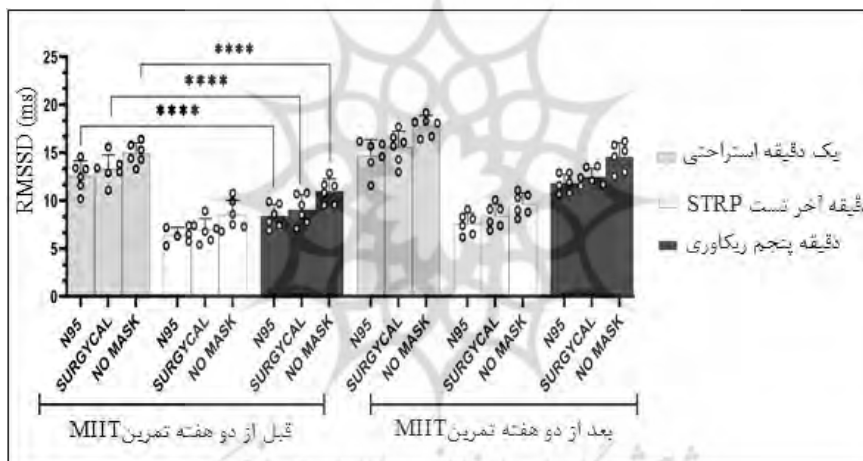 ****
****
****
RMSSD (ms)
25
20
15
10
5
0
N95
SURGYCAL
NO MASK
N95
SURGYCAL
NO MASK
N95
SURGYCAL
NO MASK
N95
SURGYCAL
NO MASK
N95
SURGYCAL
NO MASK
N95
SURGYCAL
NO MASK
قبل از دو هفته تمرین MIIT
بعد از دو هفته تمرین MIIT
یک دقیقه استراحتی
دقیقه آخر تست STRP
دقیقه پنجم ریکاوری